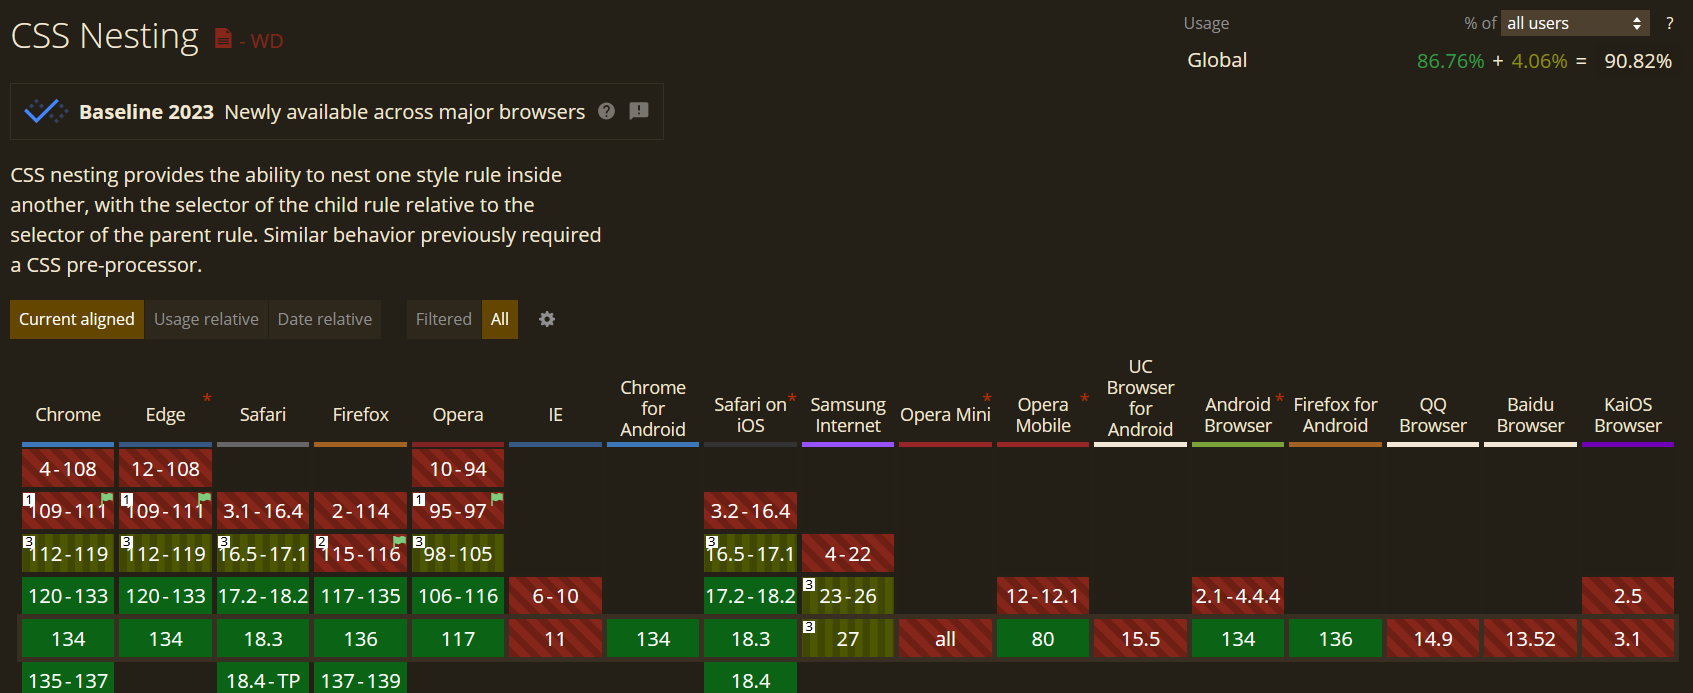 CSS Nesting - WD
Usage % of all users ?
Global 86.76% + 4.06% = 90.82%
Baseline 2023 Newly available across major browsers ?
CSS nesting provides the ability to nest one style rule inside
another, with the selector of the child rule relative to the
selector of the parent rule. Similar behavior previously required
a CSS pre-processor.
Current aligned Usage relative Date relative Filtered All
Chrome
Edge *
Safari
Firefox
Opera
IE
Chrome
for
Android
Safari on *
iOS
Samsung
Internet
Opera Mini *
Opera *
Mobile
UC
Browser
for
Android
Android *
Browser
Firefox for
Android
QQ
Browser
Baidu
Browser
KaiOS
Browser
4-108 12-108 10-94
1 109-111 1 109-111 3.1-16.4 2-114 1 95-97 3.2-16.4
3 112-119 3 112-119 3 16.5-17.1 2 115-116 3 98-105 3 16.5-17.1 4-22
120-133 120-133 17.2-18.2 117-135 106-116 6-10 17.2-18.2 3 23-26 12-12.1 2.1-4.4.4 2.5
134 134 18.3 136 117 11 134 18.3 3 27 all 80 15.5 134 136 14.9 13.52 3.1
135-137 18.4-TP 137-139 18.4